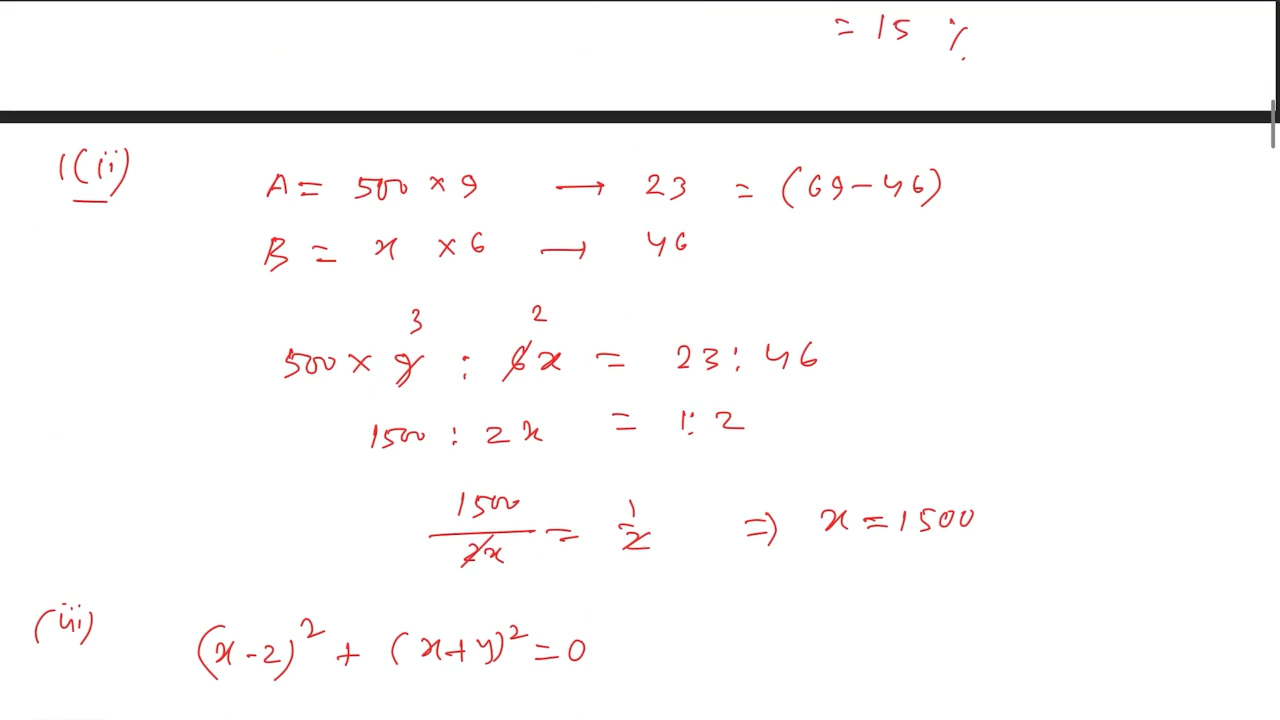 = 15 %
1(ii)
A = 500 × 9 → 23 = (69-46)
B = x × 6 → 46
3 2
500 × 9 : 6x = 23 : 46
1500 : 2x = 1 : 2
1500/2x = 1/2 => x = 1500
(iii)
(x-2)² + (x+y)² = 0